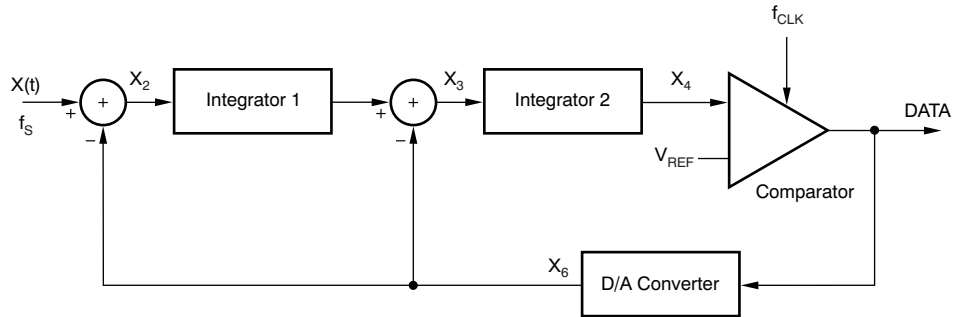 f_CLK
X(t)
f_S
+
+
−
X_2
Integrator 1
+
+
−
X_3
Integrator 2
X_4
V_REF
Comparator
DATA
X_6
D/A Converter